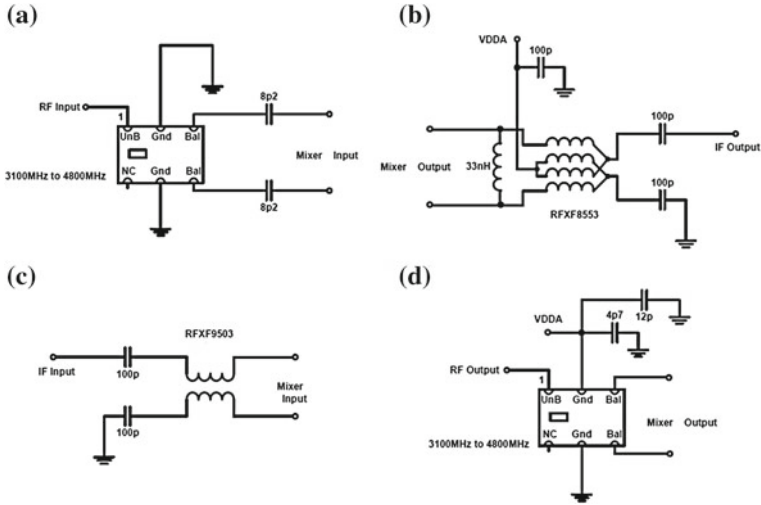 (a)
RF Input
1
UnB Gnd Bal
NC Gnd Bal
3100MHz to 4800MHz
8p2
Mixer Input
8p2
(b)
VDDA
100p
100p
Mixer Output
33nH
IF Output
100p
RFXF8553
(c)
RFXF9503
IF Input
100p
Mixer
Input
100p
(d)
VDDA
4p7
12p
RF Output
1
UnB Gnd Bal
NC Gnd Bal
3100MHz to 4800MHz
Mixer Output